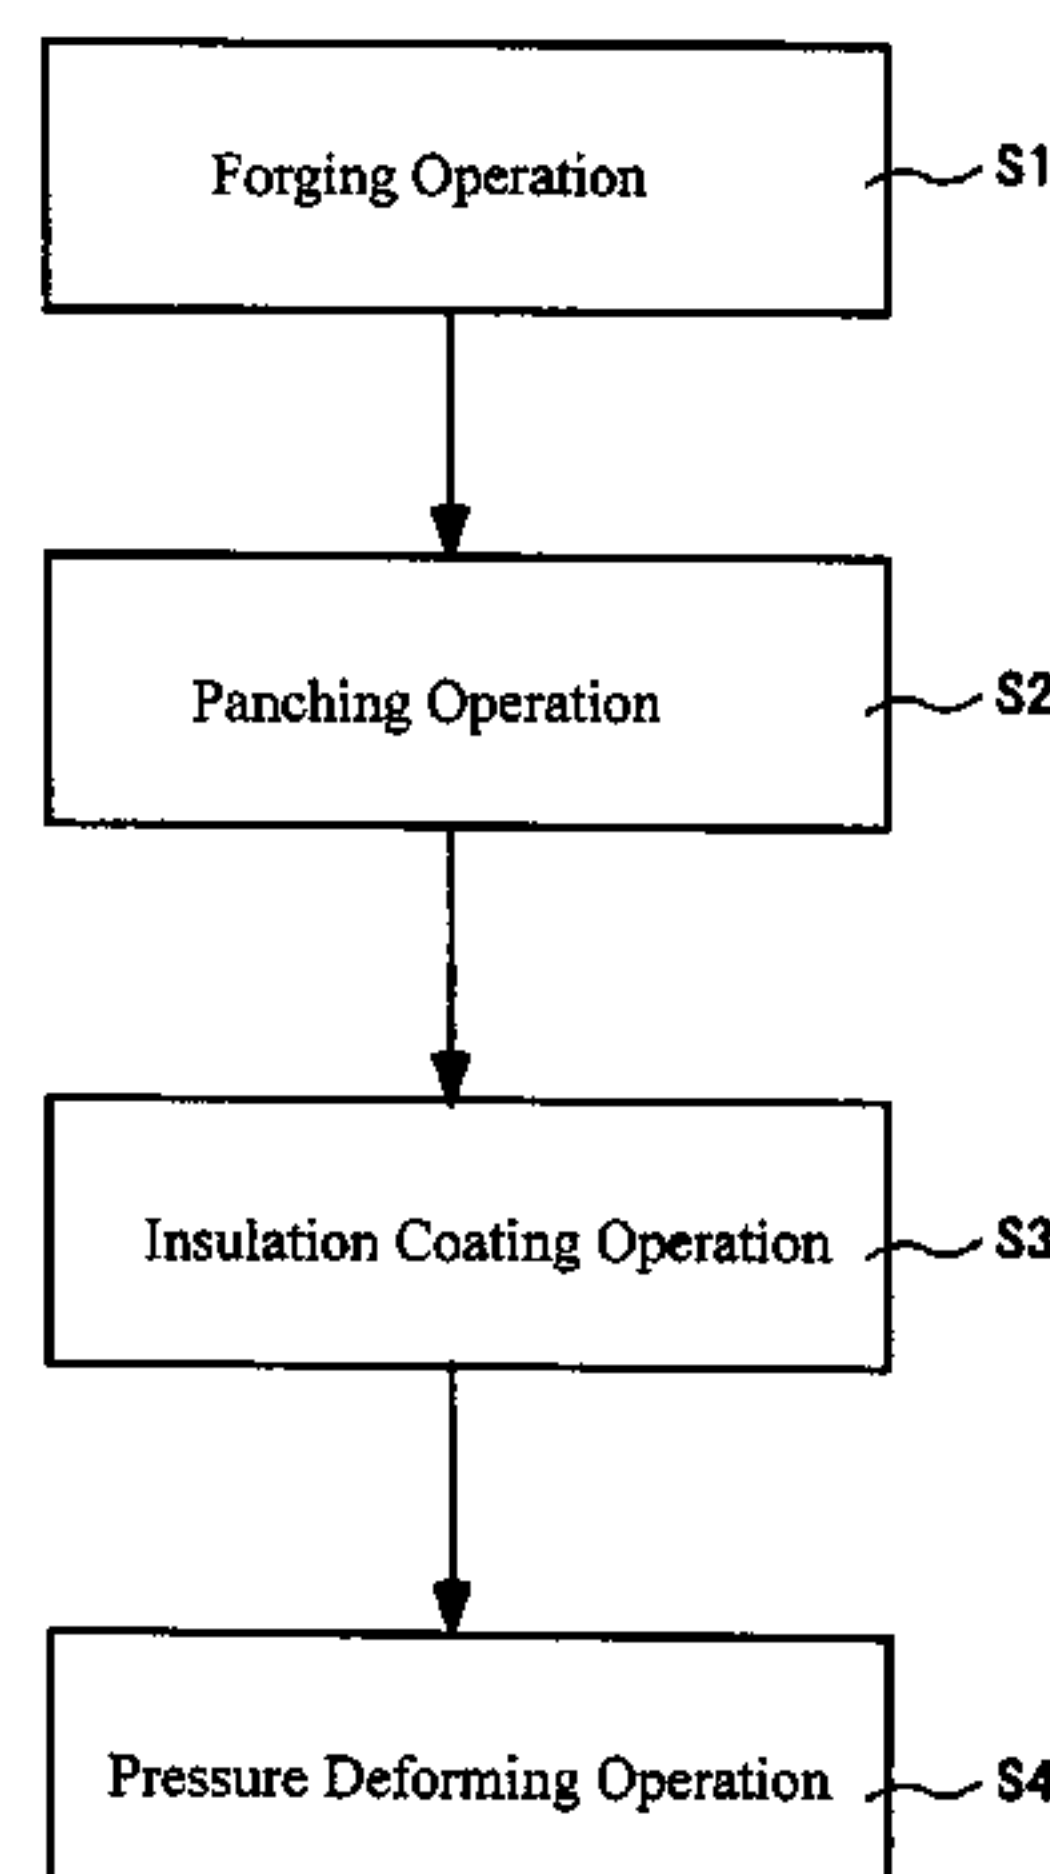 Forging Operation
S1
Panching Operation
S2
Insulation Coating Operation
S3
Pressure Deforming Operation
S4